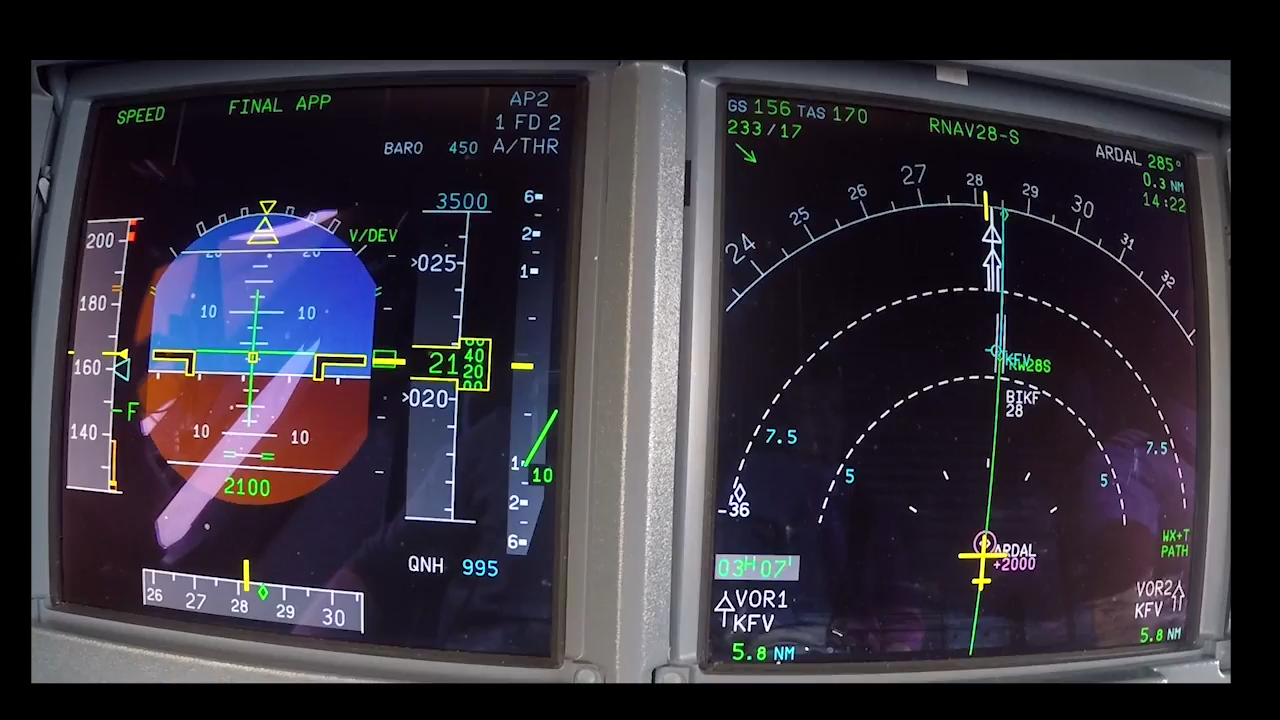 SPEED FINAL APP AP2
1 FD 2
BARO 450 A/THR
3500
6
2
1
V/DEV
200
180
160
F
140
20 20
10 10
10 10
2100
025
21
40
20
020
1
10
2
6
QNH 995
26 27 28 29 30
GS 156 TAS 170
233/17
RNAV28-S
ARDAL 285°
0.3 NM
14:22
24 25 26 27 28 29 30 31 32
KFV
RW28S
BIKF
28
7.5 7.5
5 5
-36
ARDAL
+2000
WX+T
PATH
03H 07'
VOR1
KFV
5.8 NM
VOR2
KFV
5.8 NM